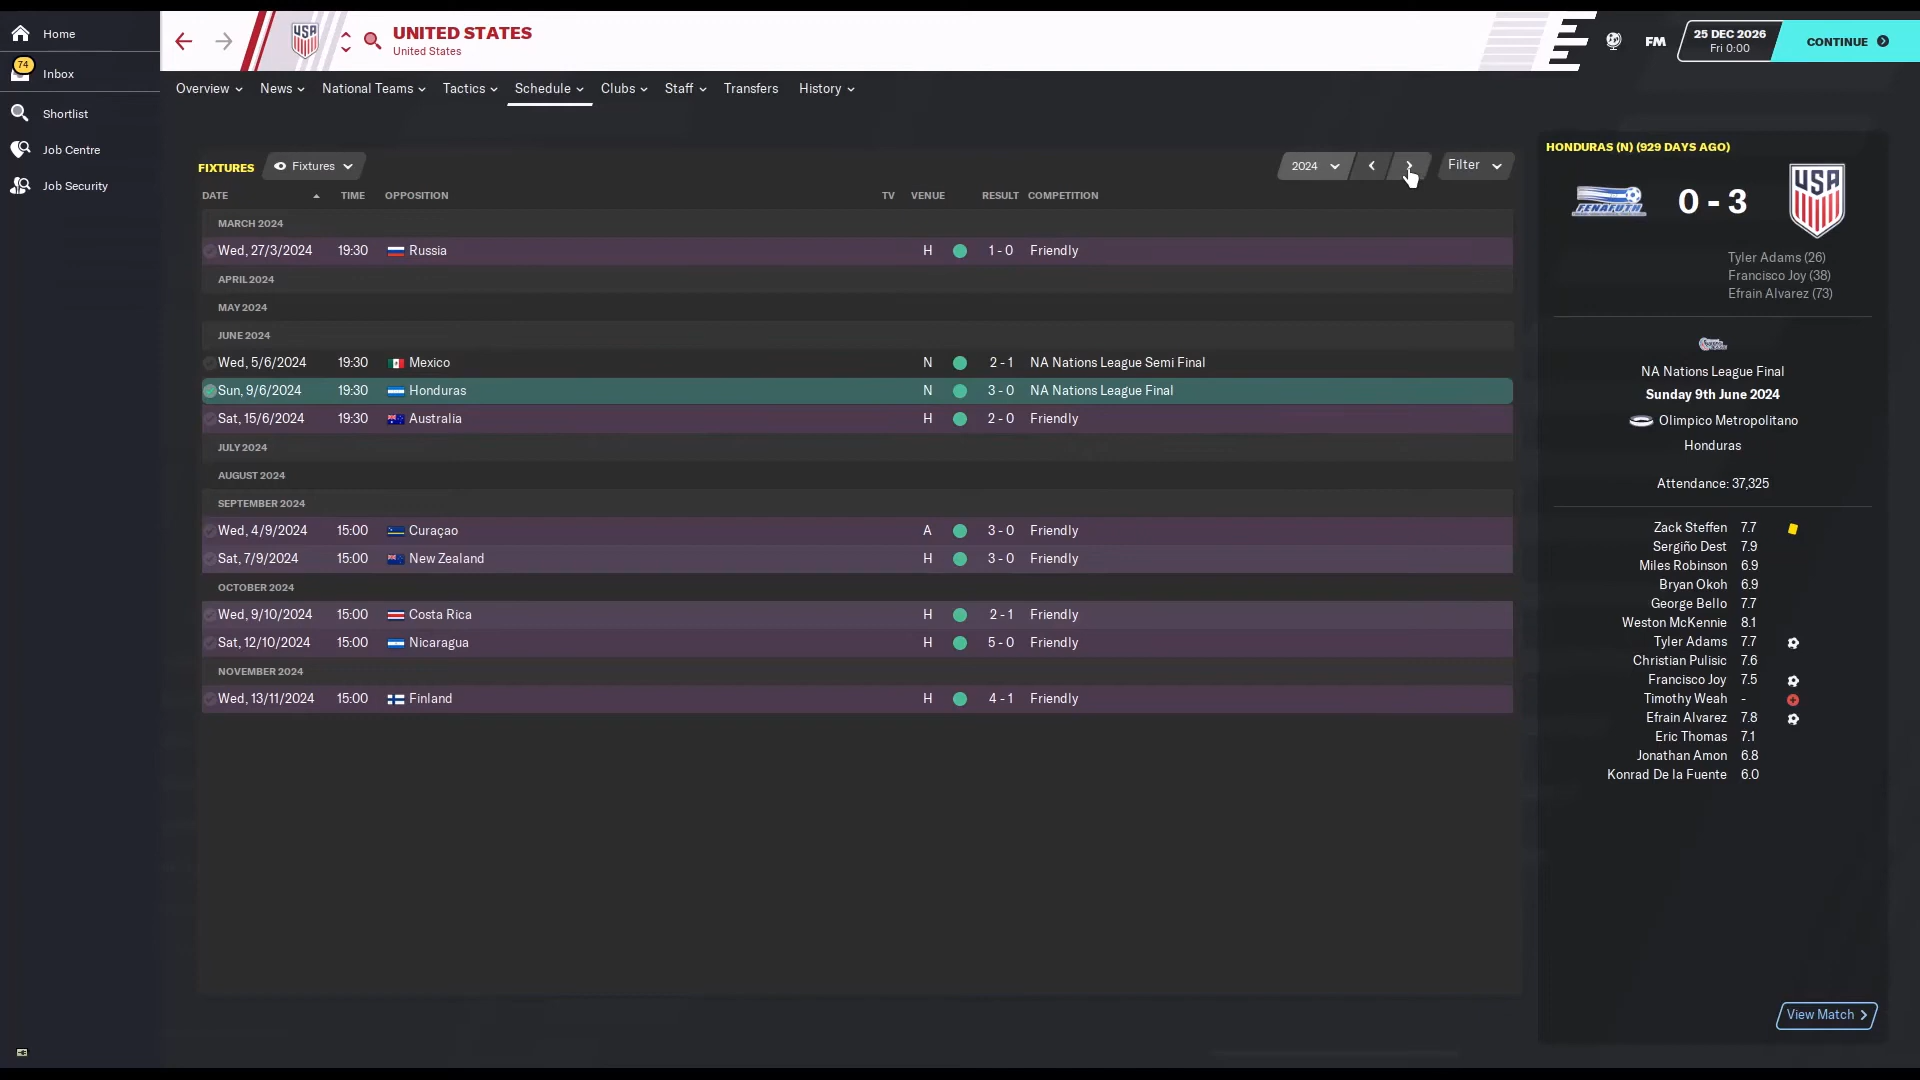 Home
74
Inbox
Shortlist
Job Centre
Job Security
USA
UNITED STATES
United States
FM
25 DEC 2026
Fri 0:00
CONTINUE
Overview News National Teams Tactics Schedule Clubs Staff Transfers History
FIXTURES Fixtures 2024 Filter
DATE TIME OPPOSITION TV VENUE RESULT COMPETITION
MARCH 2024
Wed, 27/3/2024 19:30 Russia H 1 - 0 Friendly
APRIL 2024
MAY 2024
JUNE 2024
Wed, 5/6/2024 19:30 Mexico N 2 - 1 NA Nations League Semi Final
Sun, 9/6/2024 19:30 Honduras N 3 - 0 NA Nations League Final
Sat, 15/6/2024 19:30 Australia H 2 - 0 Friendly
JULY 2024
AUGUST 2024
SEPTEMBER 2024
Wed, 4/9/2024 15:00 Curaçao A 3 - 0 Friendly
Sat, 7/9/2024 15:00 New Zealand H 3 - 0 Friendly
OCTOBER 2024
Wed, 9/10/2024 15:00 Costa Rica H 2 - 1 Friendly
Sat, 12/10/2024 15:00 Nicaragua H 5 - 0 Friendly
NOVEMBER 2024
Wed, 13/11/2024 15:00 Finland H 4 - 1 Friendly
HONDURAS (N) (929 DAYS AGO)
FENAFUTH 0 - 3 USA
Tyler Adams (26)
Francisco Joy (38)
Efrain Alvarez (73)
NA Nations League Final
Sunday 9th June 2024
Olimpico Metropolitano
Honduras
Attendance: 37,325
Zack Steffen 7.7
Sergiño Dest 7.9
Miles Robinson 6.9
Bryan Okoh 6.9
George Bello 7.7
Weston McKennie 8.1
Tyler Adams 7.7
Christian Pulisic 7.6
Francisco Joy 7.5
Timothy Weah -
Efrain Alvarez 7.8
Eric Thomas 7.1
Jonathan Amon 6.8
Konrad De la Fuente 6.0
View Match